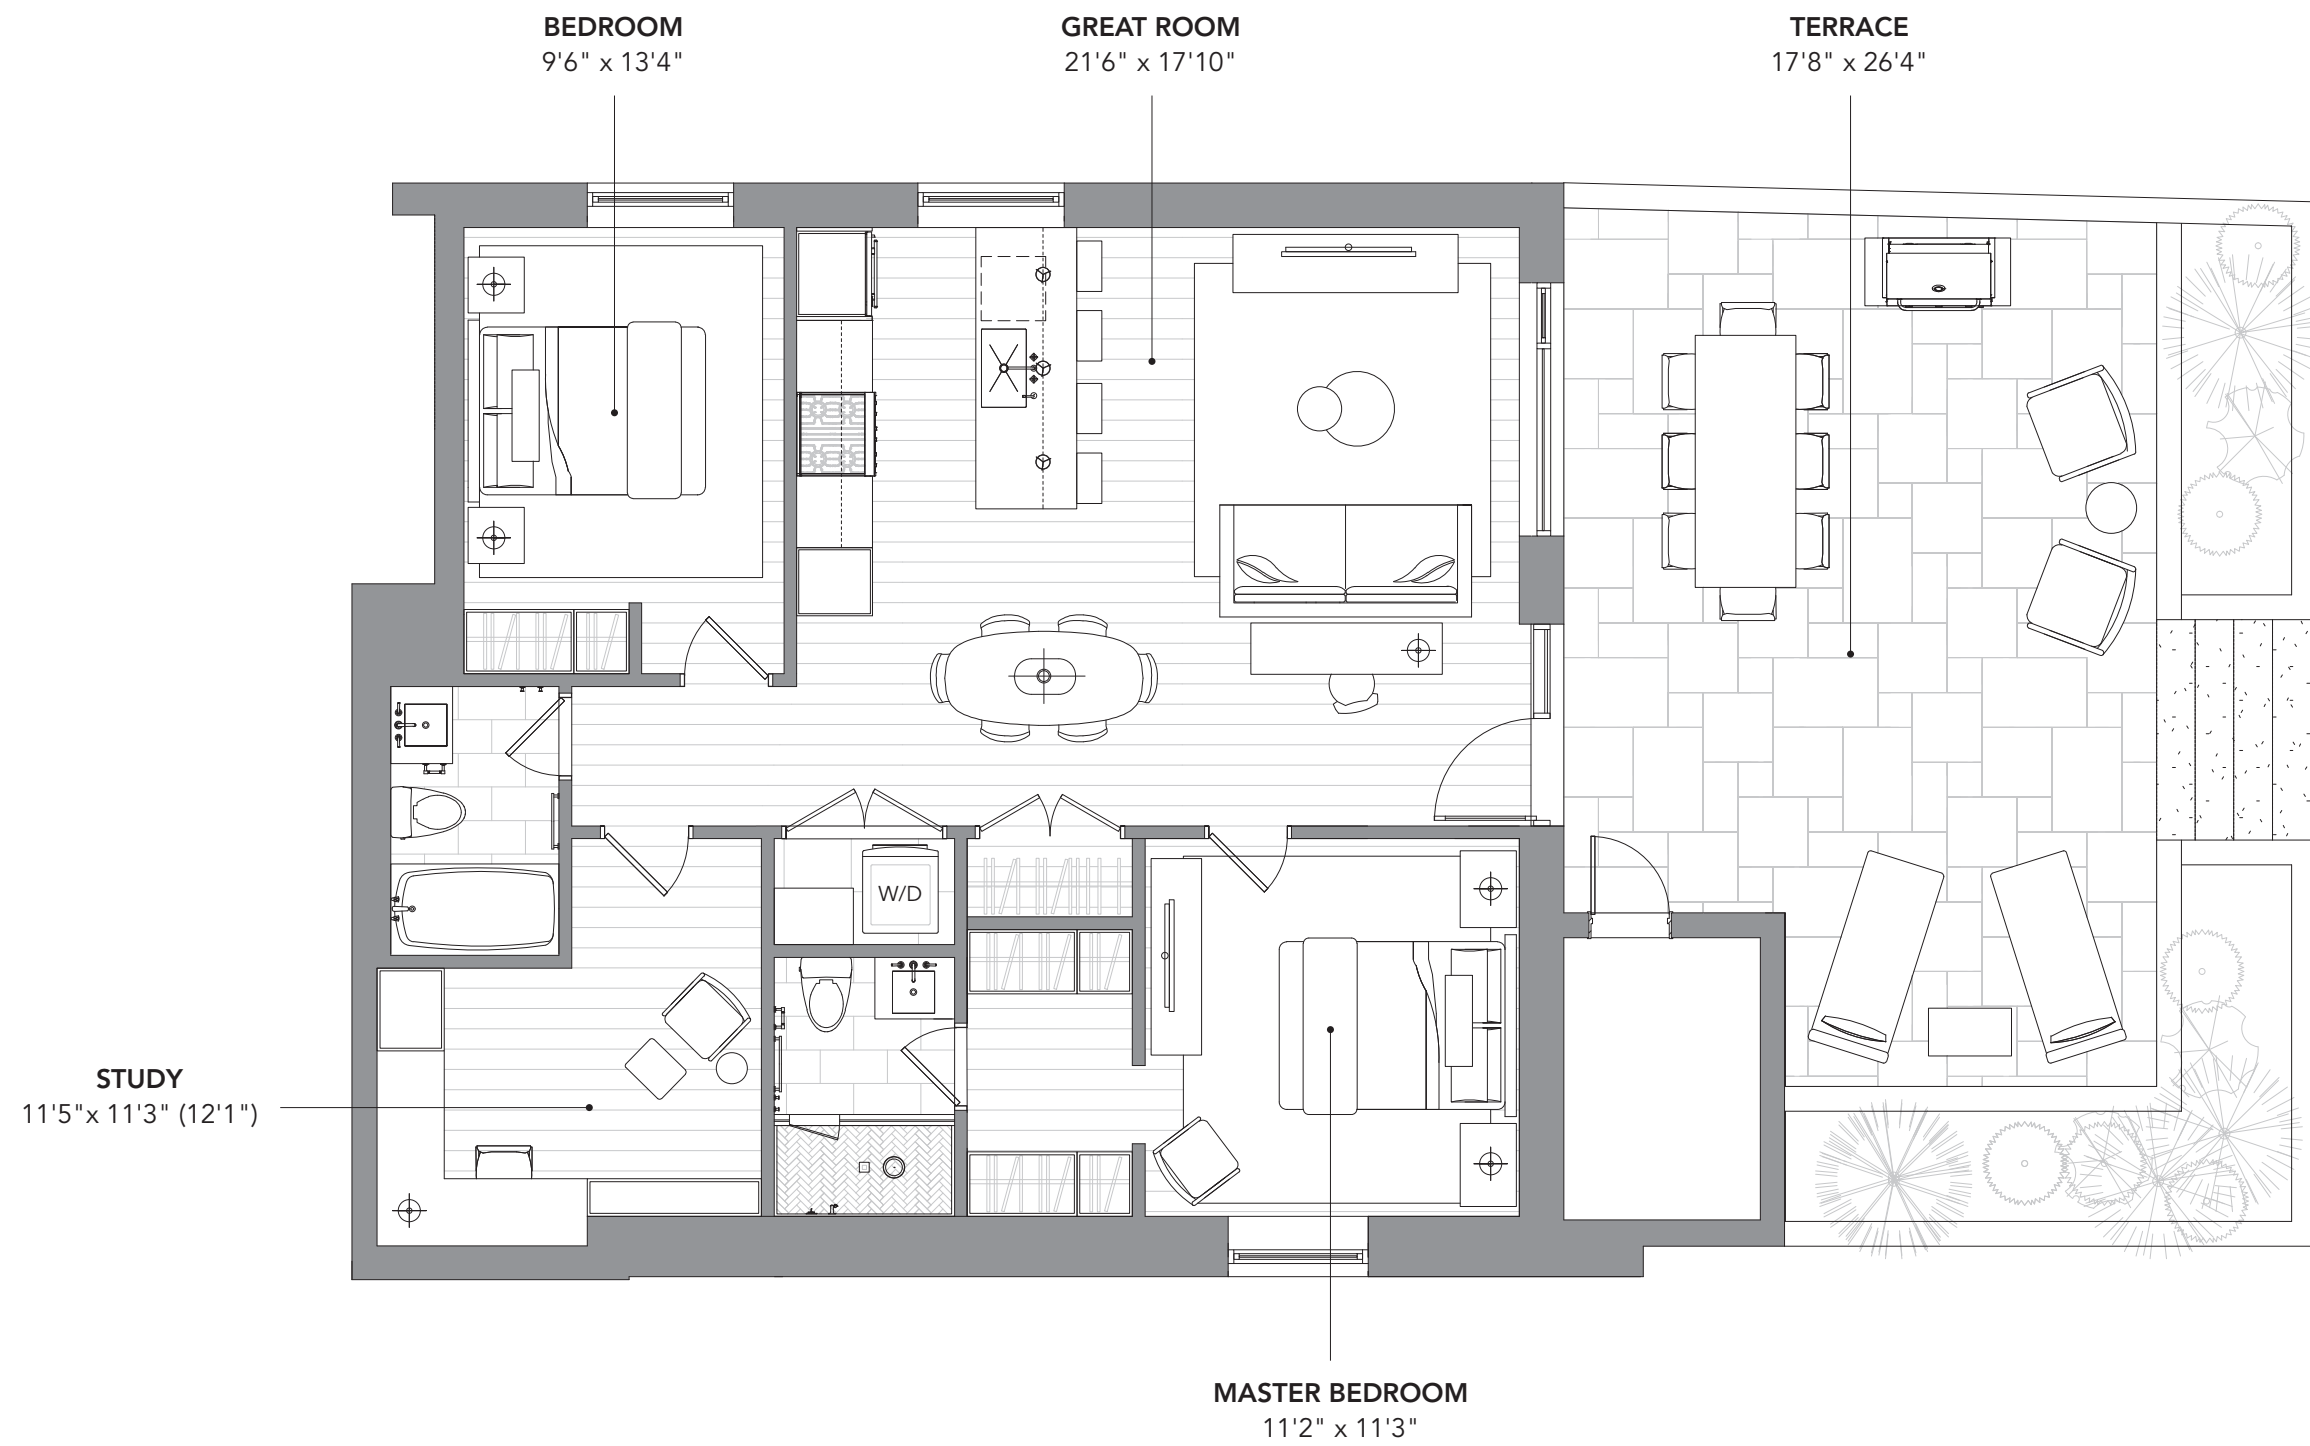 BEDROOM
9'6" x 13'4"
GREAT ROOM
21'6" x 17'10"
TERRACE
17'8" x 26'4"
W/D
STUDY
11'5"x 11'3" (12'1")
MASTER BEDROOM
11'2" x 11'3"